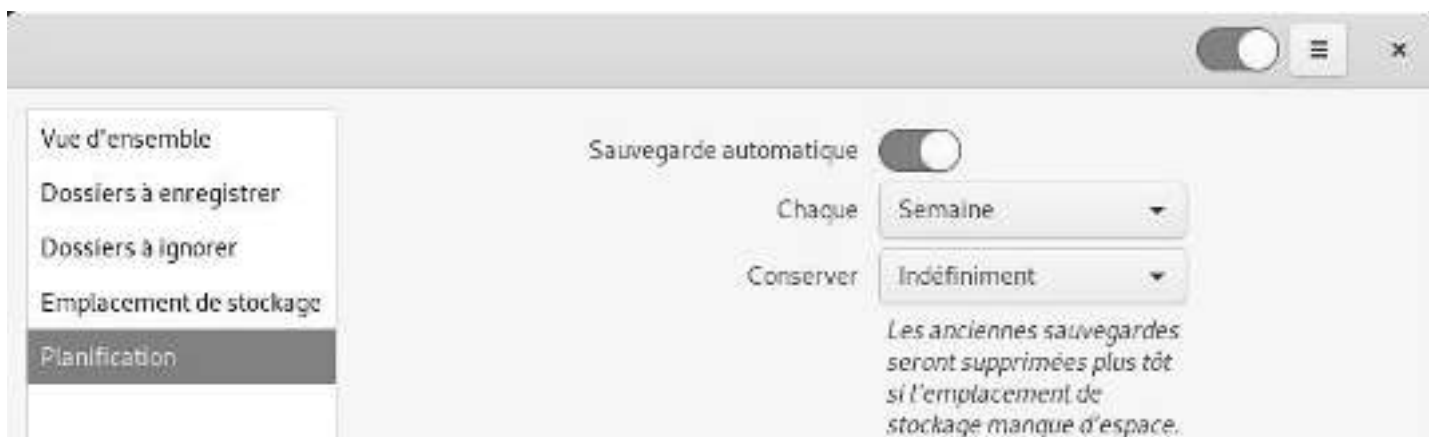 Vue d'ensemble
Dossiers à enregistrer
Dossiers à ignorer
Emplacement de stockage
Planification
Sauvegarde automatique
Chaque Semaine
Conserver Indéfiniment
Les anciennes sauvegardes
seront supprimées plus tôt
si l'emplacement de
stockage manque d'espace.